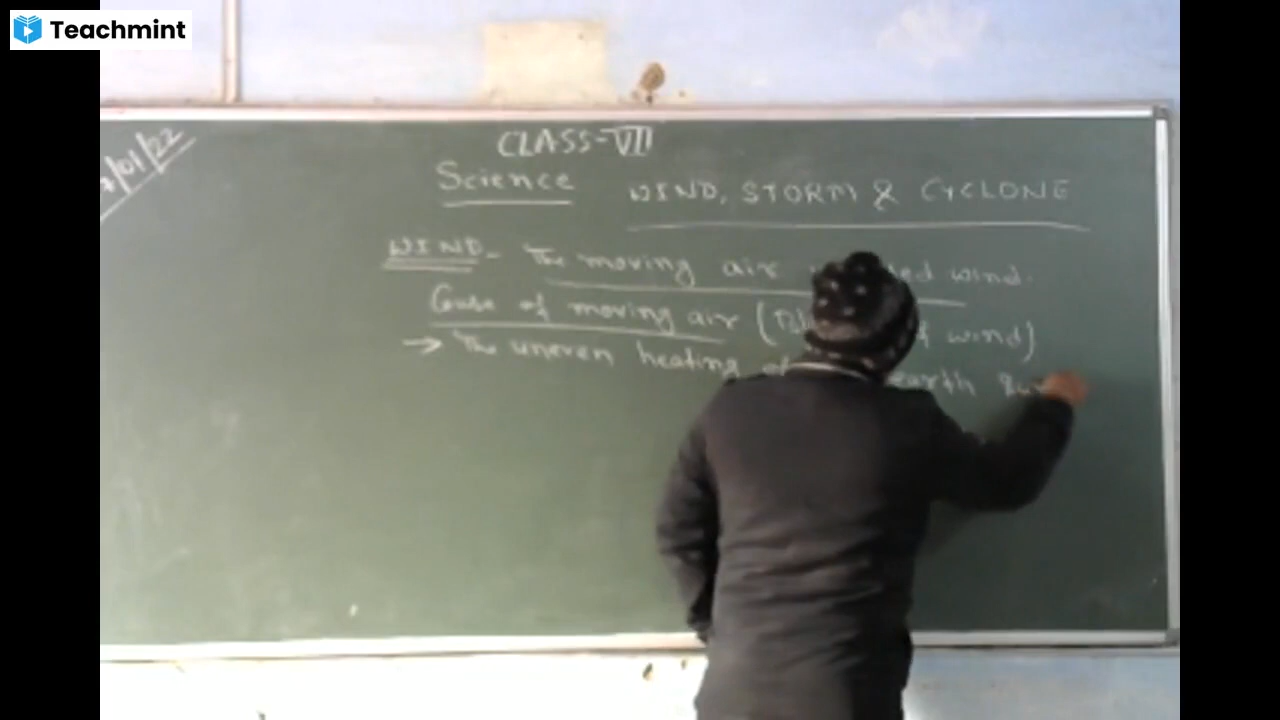 Teachmint
/01/22
CLASS-VII
Science WIND, STORM & CYCLONE
WIND - The moving air wind.
Cause of moving air ( wind)
→ The uneven heating of earth